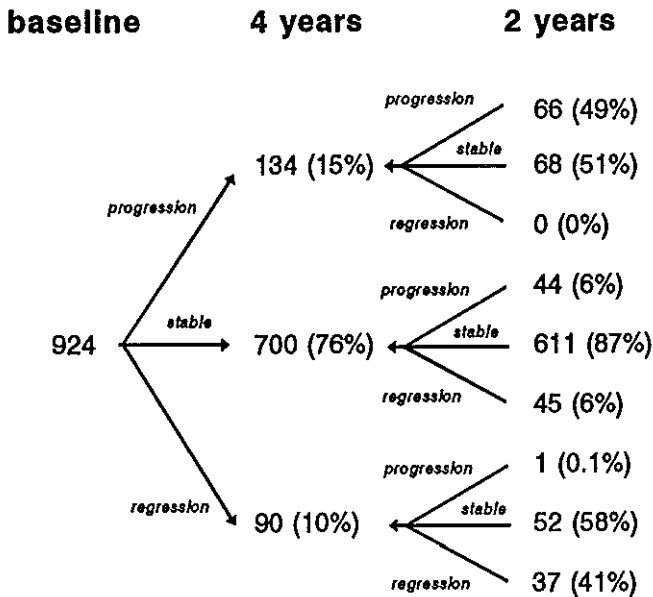 baseline 4 years 2 years
progression 66 (49%)
134 (15%) stable 68 (51%)
progression
regression 0 (0%)
progression 44 (6%)
924 stable 700 (76%) stable 611 (87%)
regression 45 (6%)
progression 1 (0.1%)
regression 90 (10%) stable 52 (58%)
regression 37 (41%)